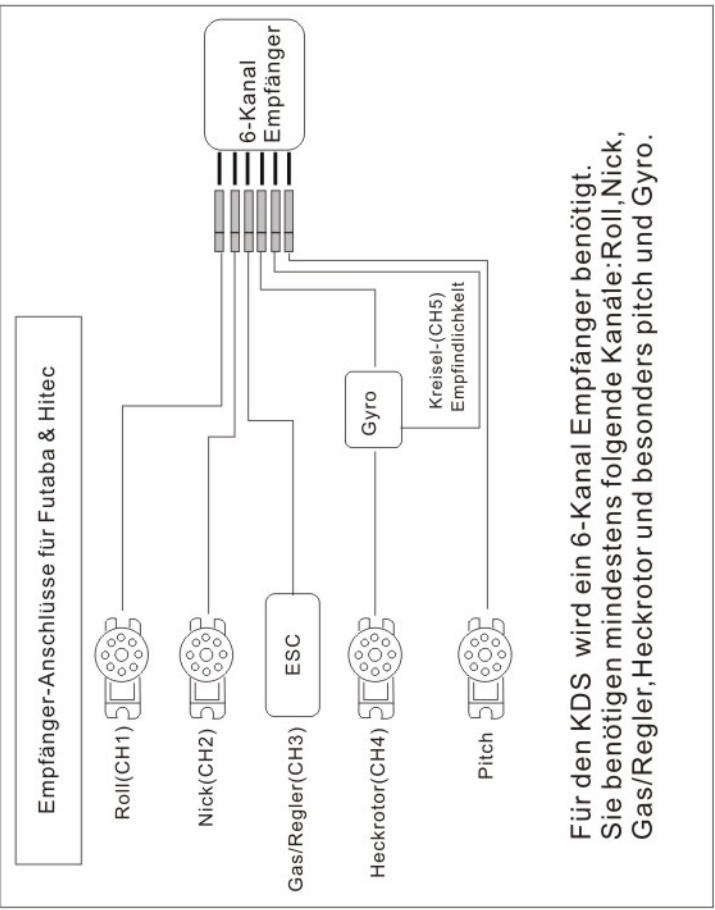 Empfänger-Anschlüsse für Futaba & Hitec
6-Kanal
Empfänger
Roll(CH1)
Nick(CH2)
Gas/Regler(CH3)
ESC
Heckrotor(CH4)
Gyro
Kreisel-(CH5)
Empfindlichkelt
Pitch
Für den KDS wird ein 6-Kanal Empfänger benötigt.
Sie benötigen mindestens folgende Kanále:Roll,Nick,
Gas/Regler,Heckrotor und besonders pitch und Gyro.